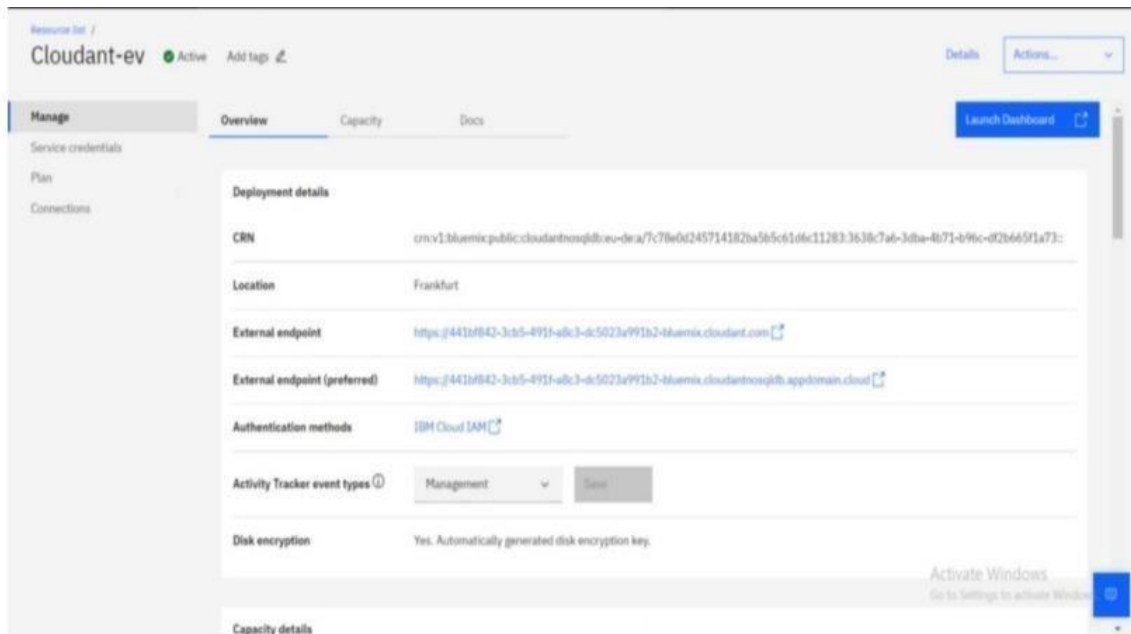 Resource list /
Cloudant-ev Active Add tags
Details Actions...
Manage
Service credentials
Plan
Connections
Overview Capacity Docs
Launch Dashboard
Deployment details
CRN crn:v1:bluemix:public:cloudantnosqldb:eu-de:a/7c78e0d245714182ba5b5c61d6c11283:3638c7a6-3dba-4b71-b96c-df2b665f1a73::
Location Frankfurt
External endpoint https://441bf842-3cb5-491f-a8c3-dc5023a991b2-bluemix.cloudant.com
External endpoint (preferred) https://441bf842-3cb5-491f-a8c3-dc5023a991b2-bluemix.cloudantnosqldb.appdomain.cloud
Authentication methods IBM Cloud IAM
Activity Tracker event types Management Save
Disk encryption Yes. Automatically generated disk encryption key.
Activate Windows
Go to Settings to activate Windows
Capacity details